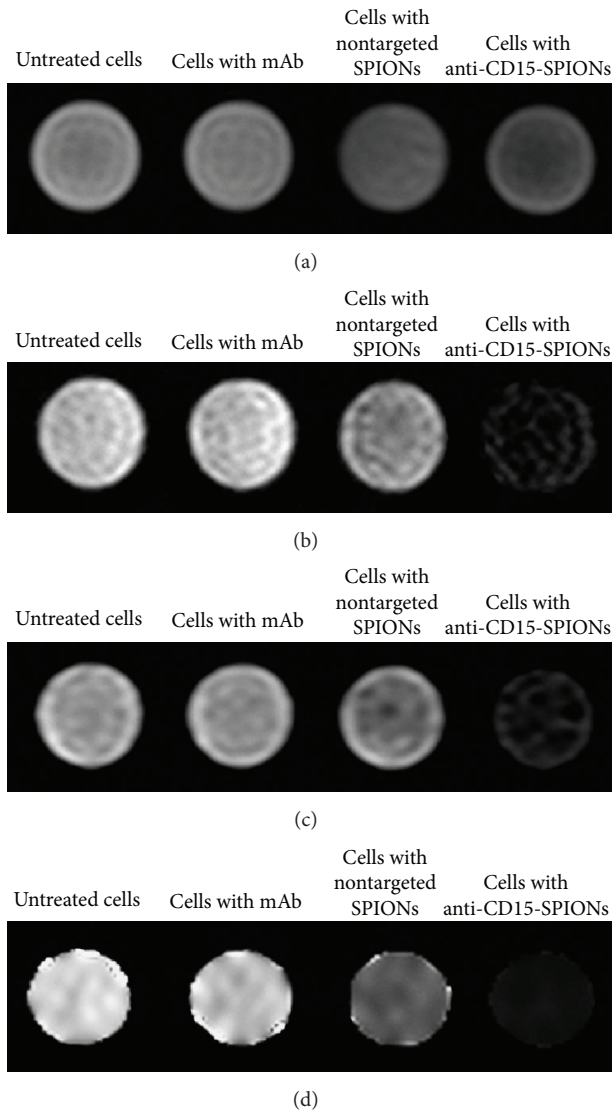 Untreated cells
Cells with mAb
Cells with
nontargeted
SPIONs
Cells with
anti-CD15-SPIONs
(a)
Untreated cells
Cells with mAb
Cells with
nontargeted
SPIONs
Cells with
anti-CD15-SPIONs
(b)
Untreated cells
Cells with mAb
Cells with
nontargeted
SPIONs
Cells with
anti-CD15-SPIONs
(c)
Untreated cells
Cells with mAb
Cells with
nontargeted
SPIONs
Cells with
anti-CD15-SPIONs
(d)